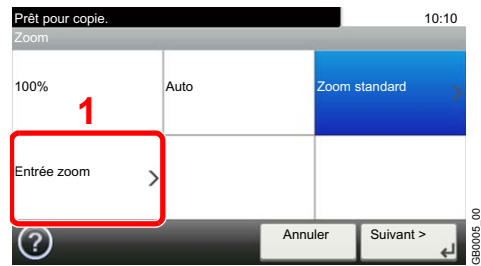 Prêt pour copie. 10:10
Zoom
100% Auto Zoom standard
1
Entrée zoom
? Annuler Suivant >
GB0005_00